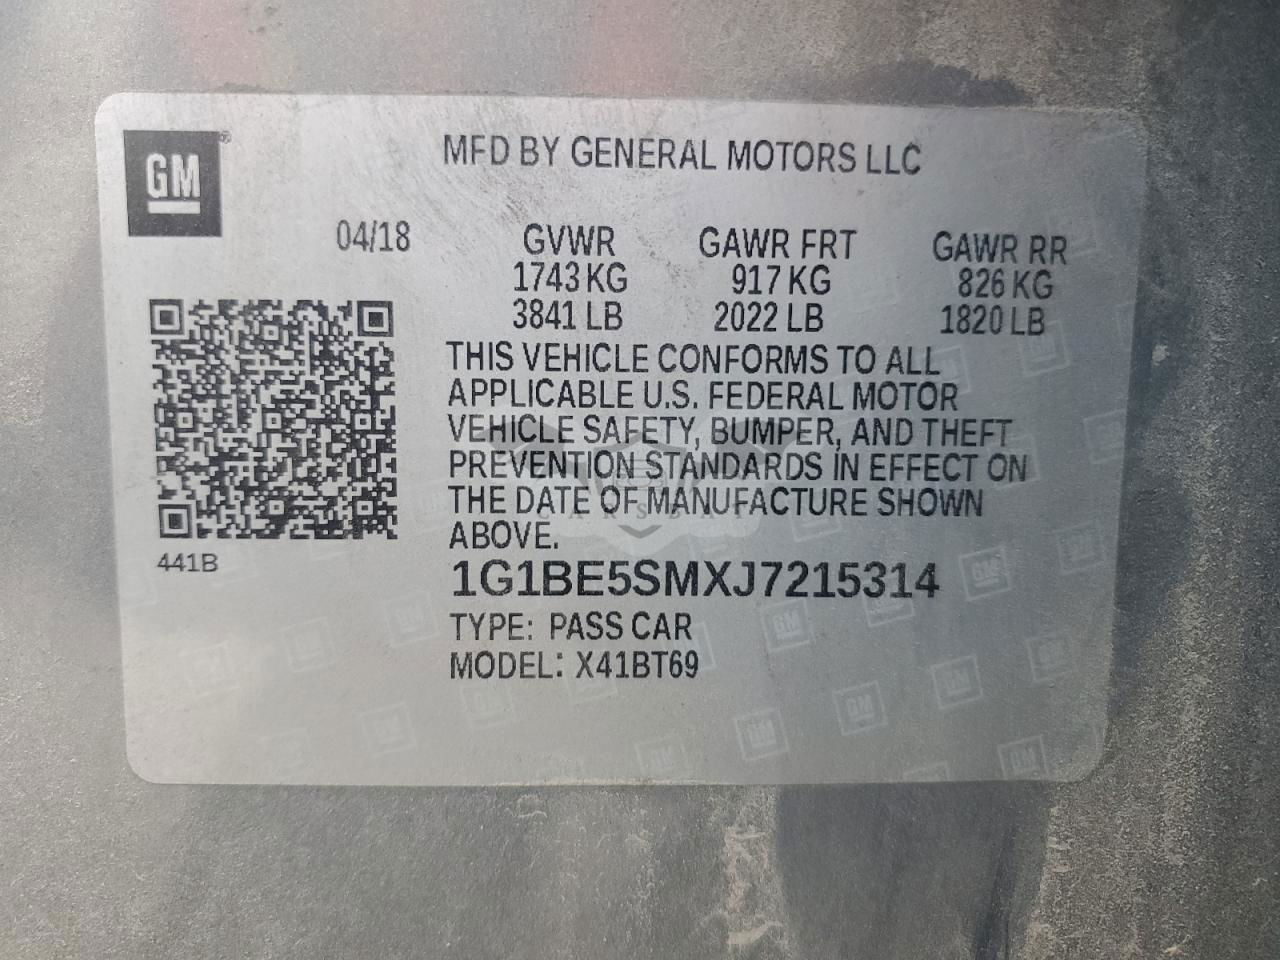 GM®
MFD BY GENERAL MOTORS LLC
04/18
GVWR GAWR FRT GAWR RR
1743 KG 917 KG 826 KG
3841 LB 2022 LB 1820 LB
THIS VEHICLE CONFORMS TO ALL
APPLICABLE U.S. FEDERAL MOTOR
VEHICLE SAFETY, BUMPER, AND THEFT
PREVENTION STANDARDS IN EFFECT ON
THE DATE OF MANUFACTURE SHOWN
ABOVE.
441B
1G1BE5SMXJ7215314
TYPE: PASS CAR
MODEL: X41BT69